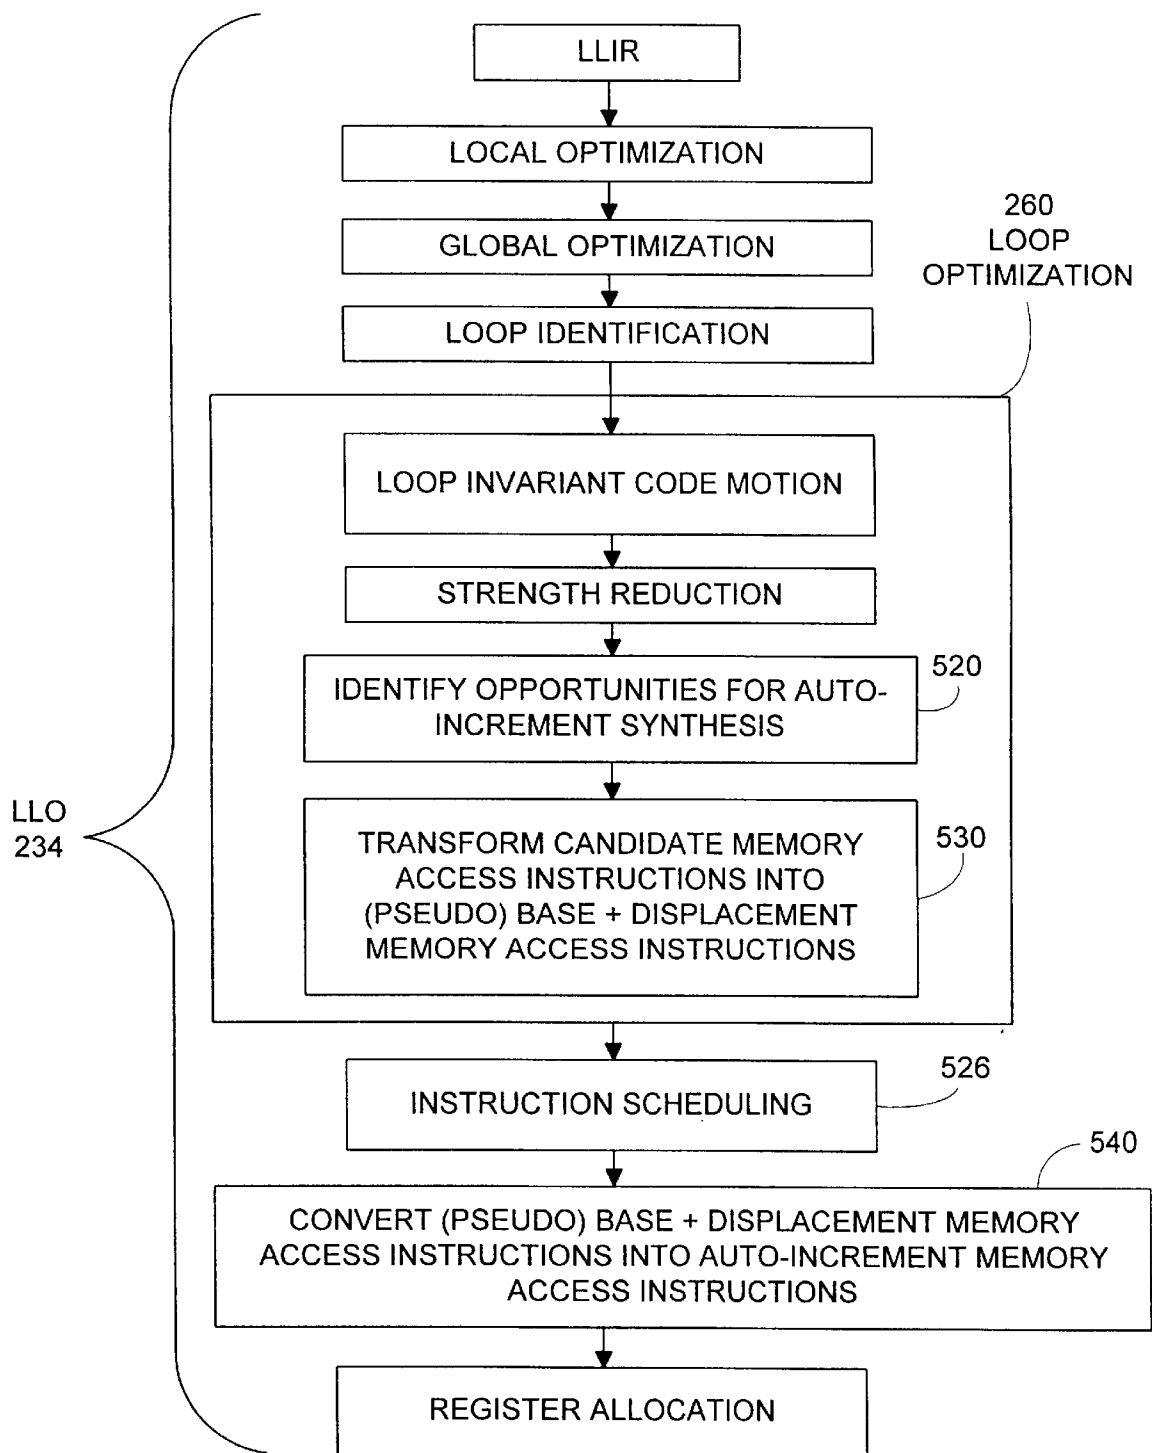 LLIR
LOCAL OPTIMIZATION
GLOBAL OPTIMIZATION
LOOP IDENTIFICATION
260
LOOP
OPTIMIZATION
LOOP INVARIANT CODE MOTION
STRENGTH REDUCTION
520
IDENTIFY OPPORTUNITIES FOR AUTO-
INCREMENT SYNTHESIS
LLO
234
530
TRANSFORM CANDIDATE MEMORY
ACCESS INSTRUCTIONS INTO
(PSEUDO) BASE + DISPLACEMENT
MEMORY ACCESS INSTRUCTIONS
526
INSTRUCTION SCHEDULING
540
CONVERT (PSEUDO) BASE + DISPLACEMENT MEMORY
ACCESS INSTRUCTIONS INTO AUTO-INCREMENT MEMORY
ACCESS INSTRUCTIONS
REGISTER ALLOCATION